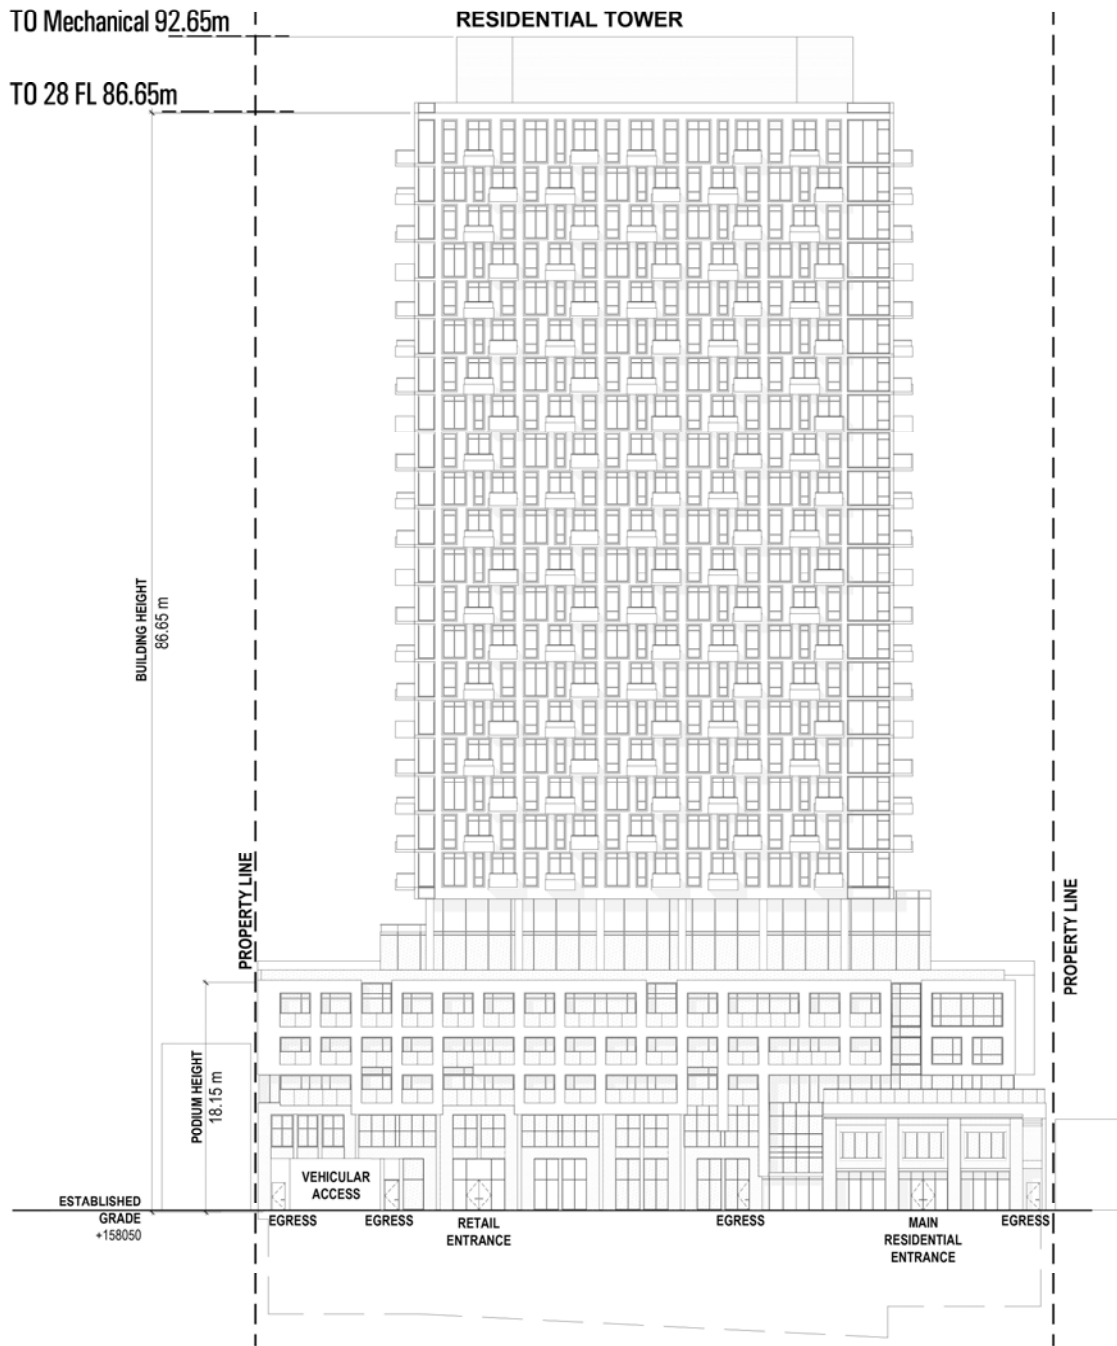 TO Mechanical 92.65m
RESIDENTIAL TOWER
TO 28 FL 86.65m
BUILDING HEIGHT
86.65 m
PROPERTY LINE
PROPERTY LINE
PODIUM HEIGHT
18.15 m
VEHICULAR
ACCESS
ESTABLISHED
GRADE
+158050
EGRESS
EGRESS
RETAIL
ENTRANCE
EGRESS
MAIN
RESIDENTIAL
ENTRANCE
EGRESS